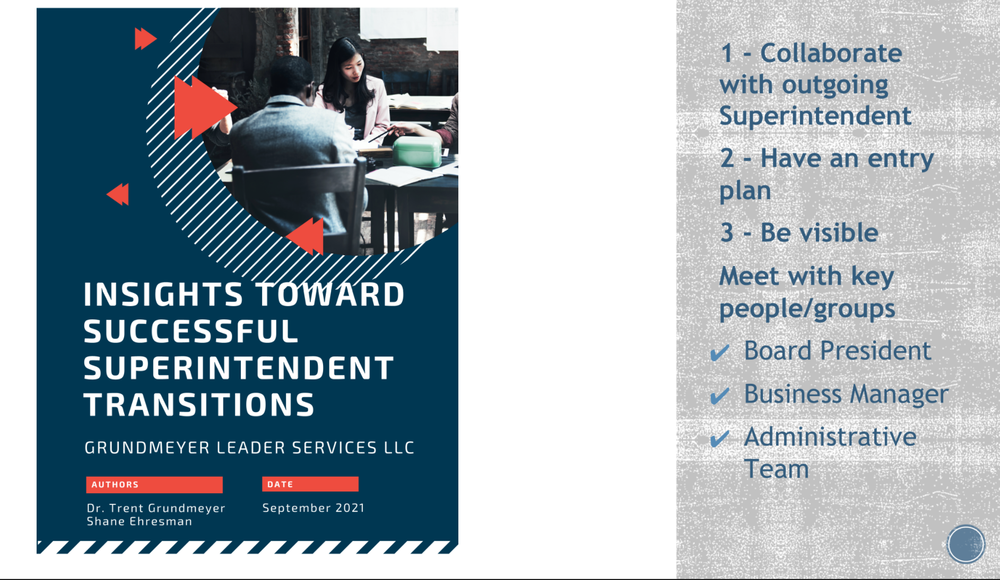 INSIGHTS TOWARD
SUCCESSFUL
SUPERINTENDENT
TRANSITIONS
GRUNDMEYER LEADER SERVICES LLC
AUTHORS
Dr. Trent Grundmeyer
Shane Ehresman
DATE
September 2021
1 - Collaborate
with outgoing
Superintendent
2 - Have an entry
plan
3 - Be visible
Meet with key
people/groups
✔ Board President
✔ Business Manager
✔ Administrative
Team